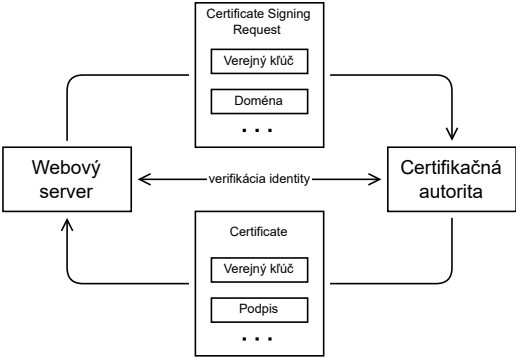 Certificate Signing
Request
Verejný kľúč
Doména
...
Webový
server
verifikácia identity
Certifikačná
autorita
Certificate
Verejný kľúč
Podpis
...